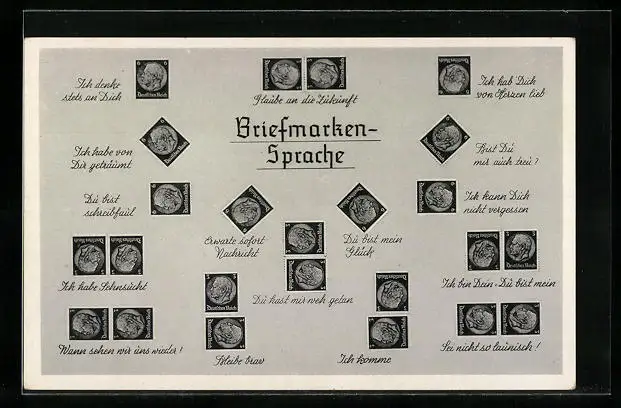 Ich denke
stets an Dich
Glaube an die Zukunft
Ich hab' Dich
von Herzen lieb
Briefmarken-
Sprache
Ich habe von
Dir geträumt
Bist Du
mir auch treu?
Du bist
schreibfaul
Ich kann Dich
nicht vergessen
Erwarte sofort
Nachricht
Du bist mein
Glück
Ich habe Sehnsucht
Du hast mir weh getan
Ich bin Dein - Du bist mein
Wann sehen wir uns wieder!
Bleibe brav
Ich komme
Sei nicht so launisch!